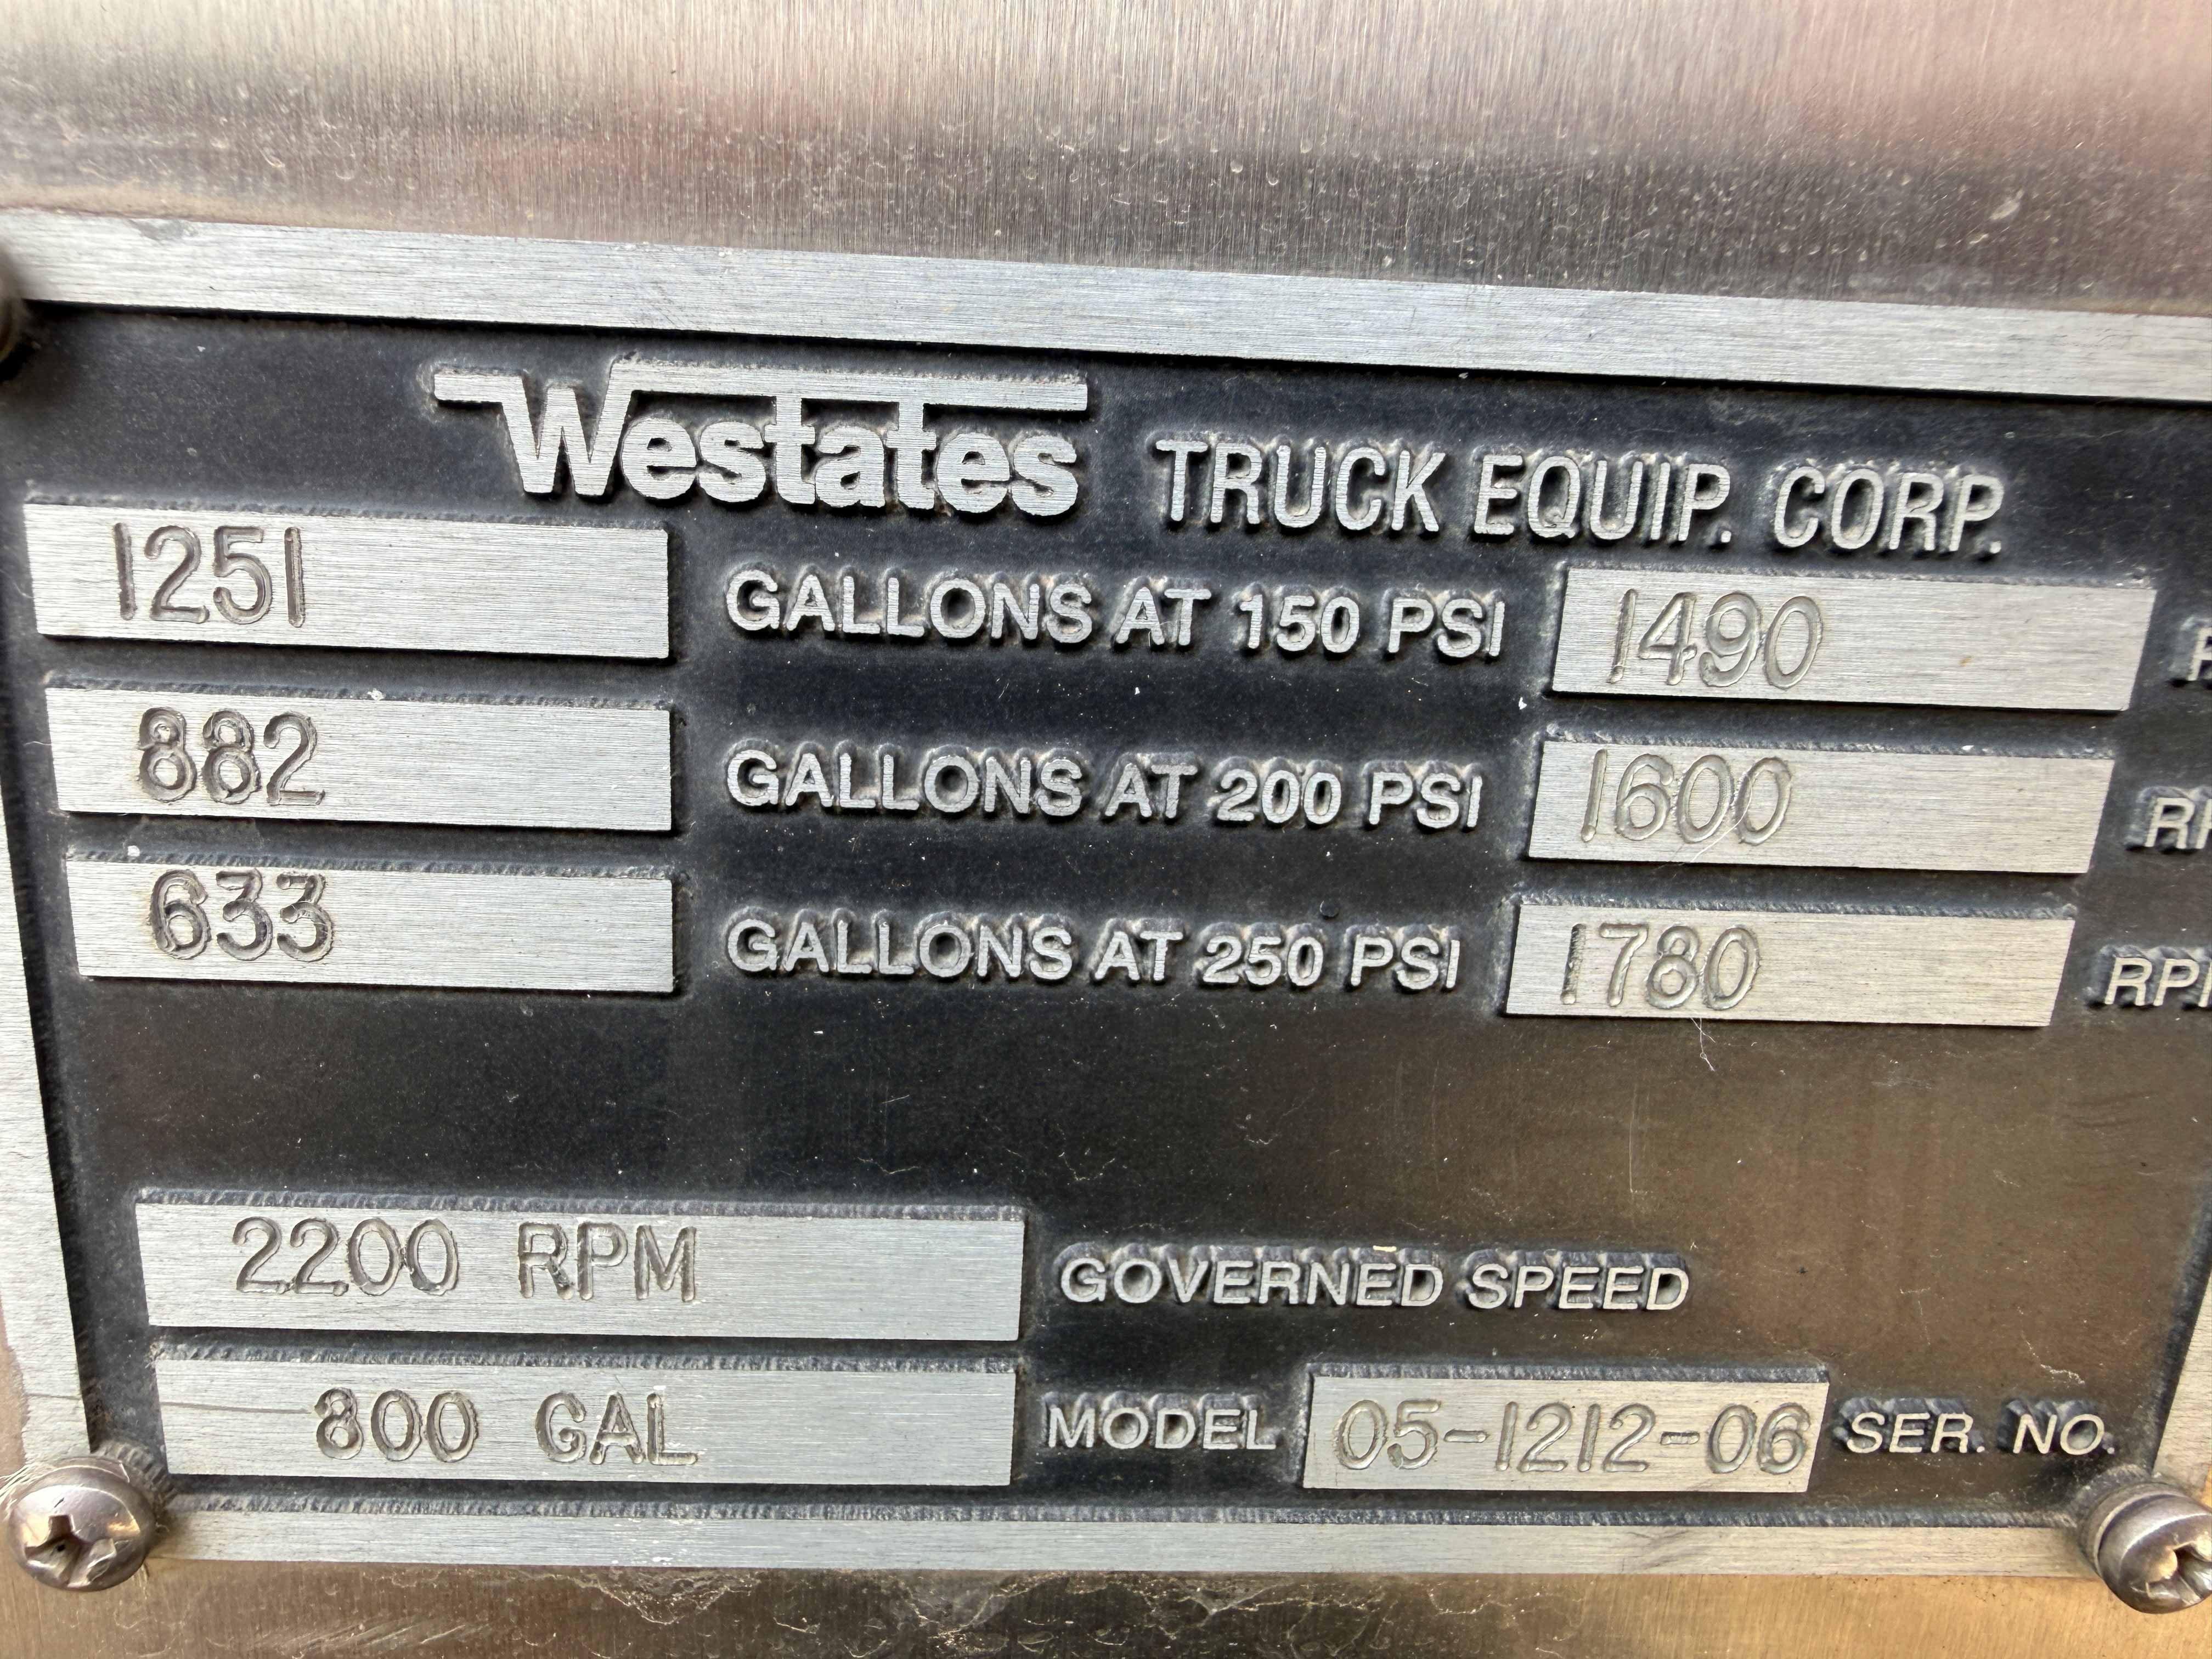 Westates TRUCK EQUIP. CORP.
1251 GALLONS AT 150 PSI 1490
882 GALLONS AT 200 PSI 1600
633 GALLONS AT 250 PSI 1780
2200 RPM GOVERNED SPEED
800 GAL MODEL 05-1212-06 SER. NO.